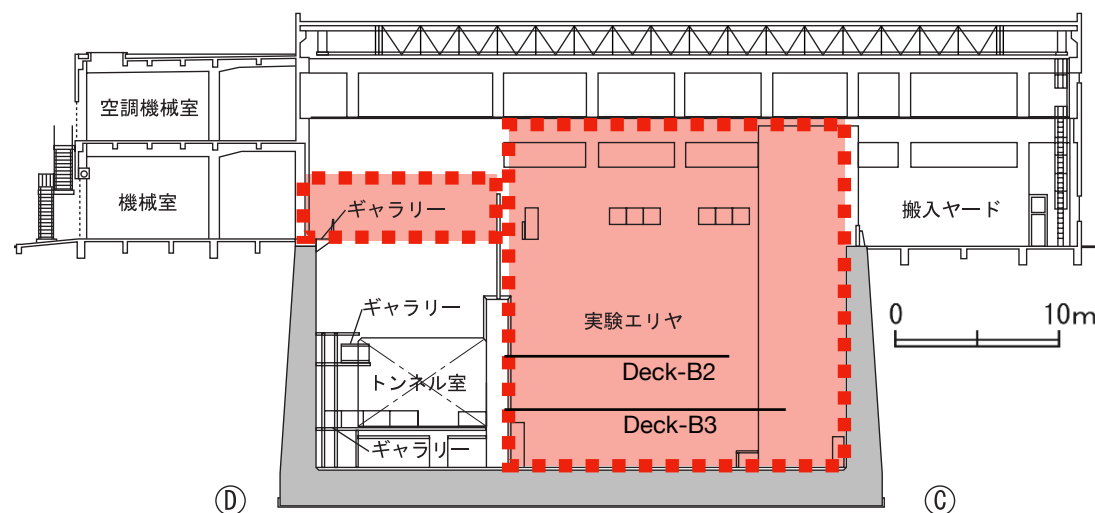 空調機械室
機械室
ギャラリー
搬入ヤード
ギャラリー
実験エリヤ
0 10m
トンネル室
Deck-B2
Deck-B3
ギャラリー
Ⓓ
Ⓒ